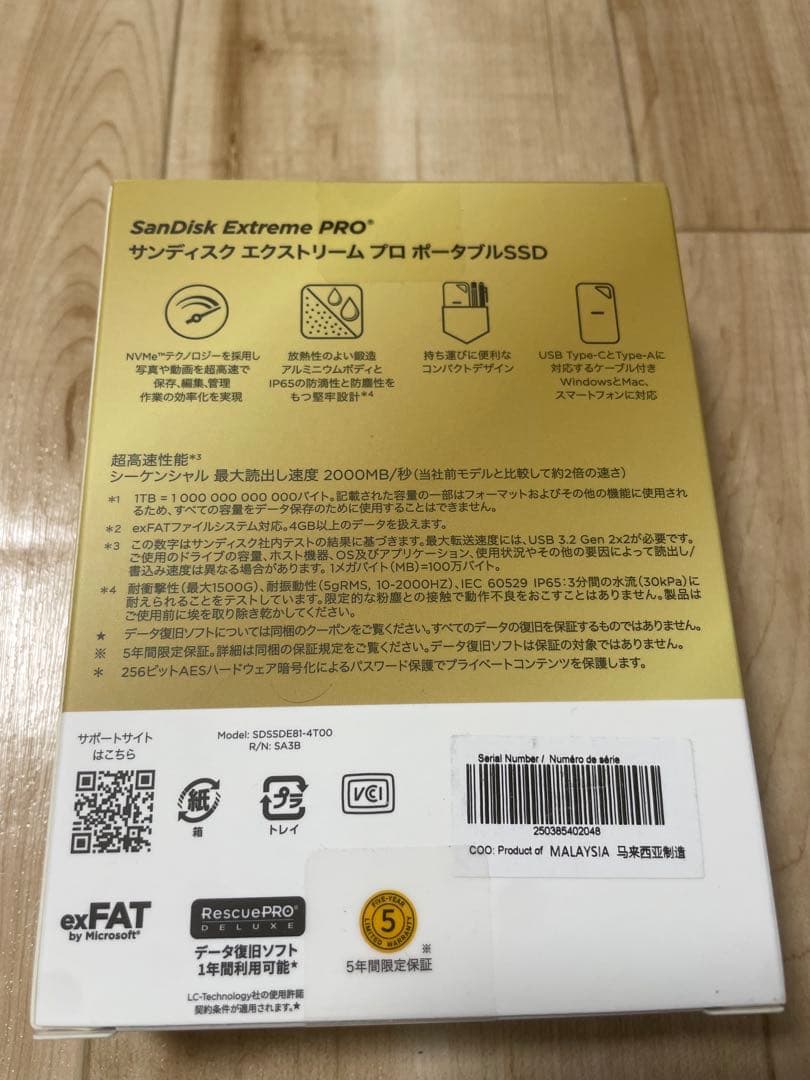 SanDisk Extreme PRO®
サンディスク エクストリーム プロ ポータブルSSD
NVMe™テクノロジーを採用し
写真や動画を超高速で
保存、編集、管理
作業の効率化を実現
放熱性のよい鍛造
アルミニウムボディと
IP65の防滴性と防塵性を
もつ堅牢設計*4
持ち運びに便利な
コンパクトデザイン
USB Type-CとType-Aに
対応するケーブル付き
WindowsとMac、
スマートフォンに対応
超高速性能*3
シーケンシャル 最大読出し速度 2000MB/秒(当社前モデルと比較して約2倍の速さ)
*1 1TB = 1 000 000 000 000バイト。記載された容量の一部はフォーマットおよびその他の機能に使用され
るため、すべての容量をデータ保存のために使用することはできません。
*2 exFATファイルシステム対応。4GB以上のデータを扱えます。
*3 この数字はサンディスク社内テストの結果に基づきます。最大転送速度には、USB 3.2 Gen 2x2が必要です。
ご使用のドライブの容量、ホスト機器、OS及びアプリケーション、使用状況やその他の要因によって読出し/
書込み速度は異なる場合があります。1メガバイト(MB)=100万バイト。
*4 耐衝撃性(最大1500G)、耐振動性(5gRMS, 10-2000HZ)、IEC 60529 IP65:3分間の水流(30kPa)に
耐えられることをテストしています。限定的な粉塵との接触で動作不良をおこすことはありません。製品は
ご使用前に埃を取り除き乾かしてください。
★ データ復旧ソフトについては同梱のクーポンをご覧ください。すべてのデータの復旧を保証するものではありません。
※ 5年間限定保証。詳細は同梱の保証規定をご覧ください。データ復旧ソフトは保証の対象ではありません。
* 256ビットAESハードウェア暗号化によるパスワード保護でプライベートコンテンツを保護します。
サポートサイト
はこちら
Model: SDSSDE81-4T00
R/N: SA3B
紙
箱
プラ
トレイ
VCCI
Serial Number / Numéro de série
250385402048
COO: Product of MALAYSIA 马来西亚制造
exFAT
by Microsoft®
RescuePRO®
DELUXE
データ復旧ソフト
1年間利用可能★
LC-Technology社の使用許諾
契約条件が適用されます。★
FIVE-YEAR
5
LIMITED WARRANTY
※
5年間限定保証